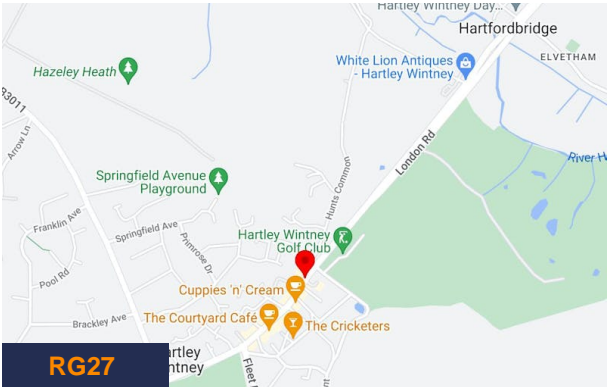 Hartley Wintney Day...
Hartfordbridge
White Lion Antiques
- Hartley Wintney
ELVETHAM
Hazeley Heath
B3011
Arrow Ln
London Rd
River H
Springfield Avenue
Playground
Hunts Common
Franklin Ave
Springfield Ave
Primrose Dr
Hartley Wintney
Golf Club
Pool Rd
Cuppies 'n' Cream
The Courtyard Café
The Cricketers
Brackley Ave
RG27
artley
ntney
Fleet